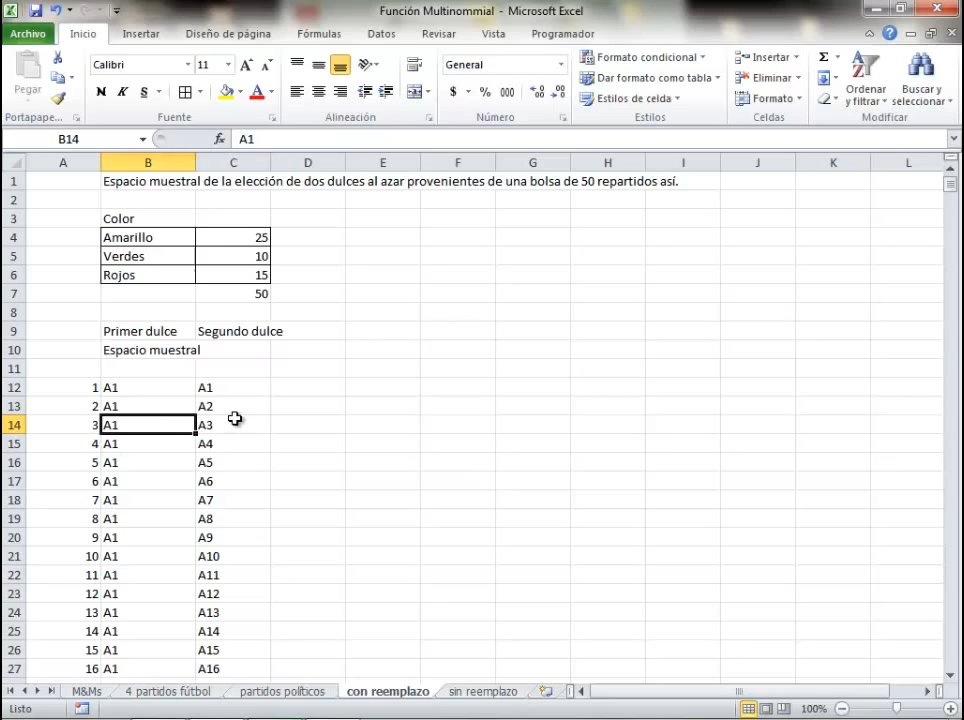 Función Multinommial - Microsoft Excel
Archivo Inicio Insertar Diseño de página Fórmulas Datos Revisar Vista Programador
Pegar
Calibri 11 A A
N K S A
General
$ % 000
Formato condicional
Dar formato como tabla
Estilos de celda
Insertar
Eliminar
Formato
Σ
Ordenar y filtrar
Buscar y seleccionar
Portapape... Fuente Alineación Número Estilos Celdas Modificar
B14 fx A1
A B C D E F G H I J K L
1 Espacio muestral de la elección de dos dulces al azar provenientes de una bolsa de 50 repartidos así.
2
3 Color
4 Amarillo 25
5 Verdes 10
6 Rojos 15
7 50
8
9 Primer dulce Segundo dulce
10 Espacio muestral
11
12 1 A1 A1
13 2 A1 A2
14 3 A1 A3
15 4 A1 A4
16 5 A1 A5
17 6 A1 A6
18 7 A1 A7
19 8 A1 A8
20 9 A1 A9
21 10 A1 A10
22 11 A1 A11
23 12 A1 A12
24 13 A1 A13
25 14 A1 A14
26 15 A1 A15
27 16 A1 A16
M&Ms 4 partidos fútbol partidos políticos con reemplazo sin reemplazo
Listo 100%